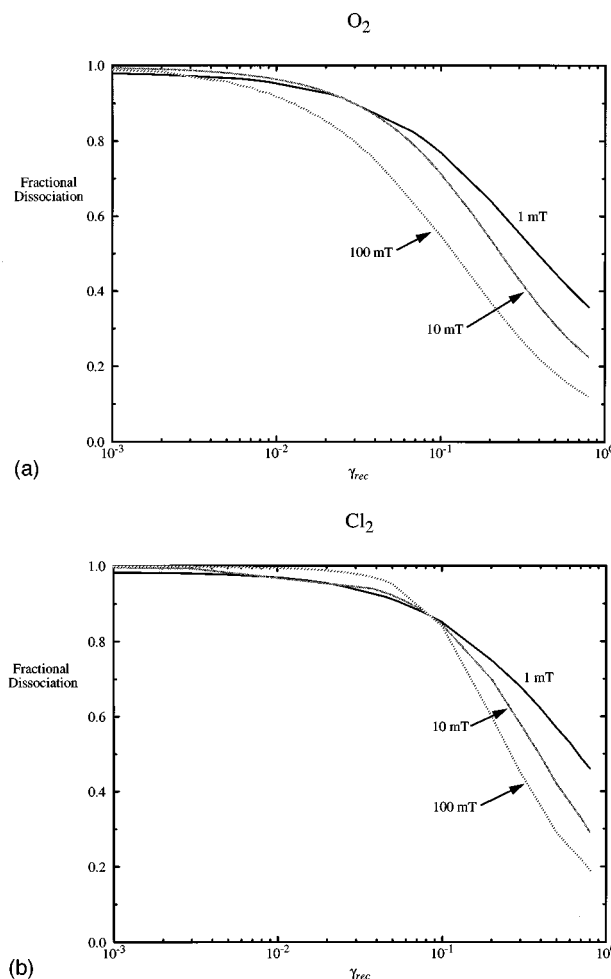 O₂
1.0
0.8
Fractional
Dissociation
0.6
0.4
0.2
0.0
1 mT
100 mT
10 mT
10⁻³
10⁻²
10⁻¹
10⁰
(a)
γrec
Cl₂
1.0
0.8
Fractional
Dissociation
0.6
0.4
0.2
0.0
1 mT
10 mT
100 mT
10⁻³
10⁻²
10⁻¹
10⁰
(b)
γrec